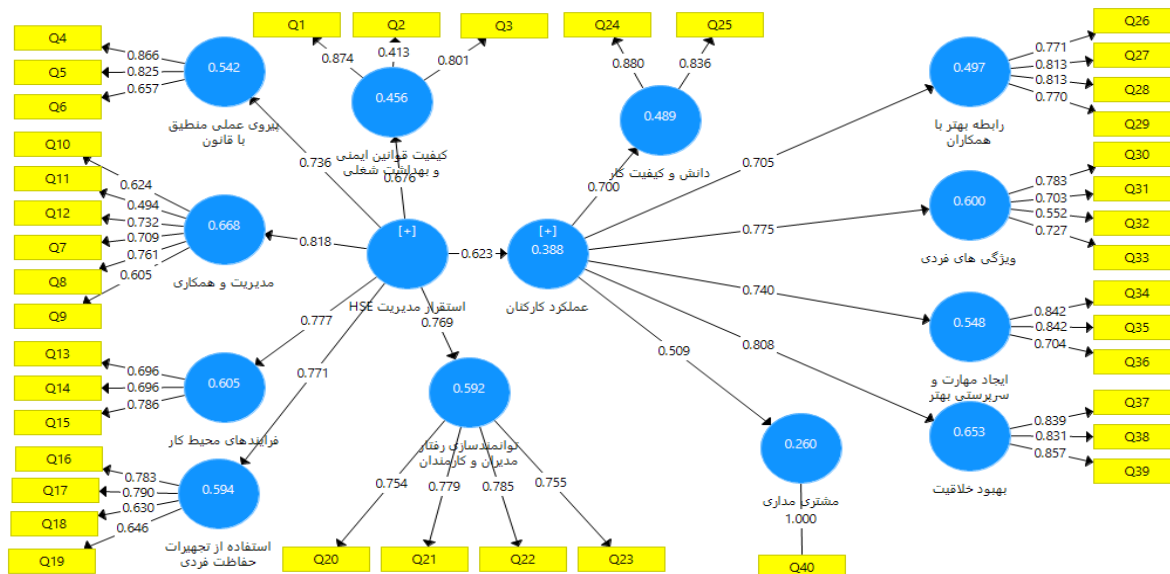 Q1
Q2
Q3
Q24
Q25
Q26
Q4
0.866
0.542
0.874
0.413
0.801
0.880
0.836
0.771
0.497
Q27
Q5
0.825
0.813
Q28
Q6
0.657
0.456
0.489
0.813
0.770
Q29
پیروی عملی منطبق
با قانون
کیفیت قوانین ایمنی
و بهداشت شغلی
دانش و کیفیت کار
رابطه بهتر با
همکاران
Q10
0.736
0.676
0.700
0.705
Q30
Q11
0.624
0.783
Q31
0.494
0.703
Q12
0.732
0.668
0.600
0.552
Q32
Q7
0.709
0.818
[+]
0.623
[+]
0.388
0.775
0.727
Q33
Q8
0.761
0.605
Q9
مدیریت و همکاری
استقرار مدیریت HSE
عملکرد کارکنان
ویژگی های فردی
0.777
0.769
0.740
Q34
0.842
Q13
0.696
0.548
0.842
Q35
Q14
0.696
0.605
0.771
0.509
0.808
0.704
Q36
Q15
0.786
0.592
ایجاد مهارت و
سرپرستی بهتر
فرآیندهای محیط کار
توانمندسازی رفتار
مدیران و کارمندان
0.839
Q37
Q16
0.783
0.260
0.653
0.831
Q38
Q17
0.790
0.594
0.754
0.779
0.785
0.755
0.857
Q39
Q18
0.630
0.646
مشتری مداری
بهبود خلاقیت
Q19
استفاده از تجهیزات
حفاظت فردی
1.000
Q20
Q21
Q22
Q23
Q40